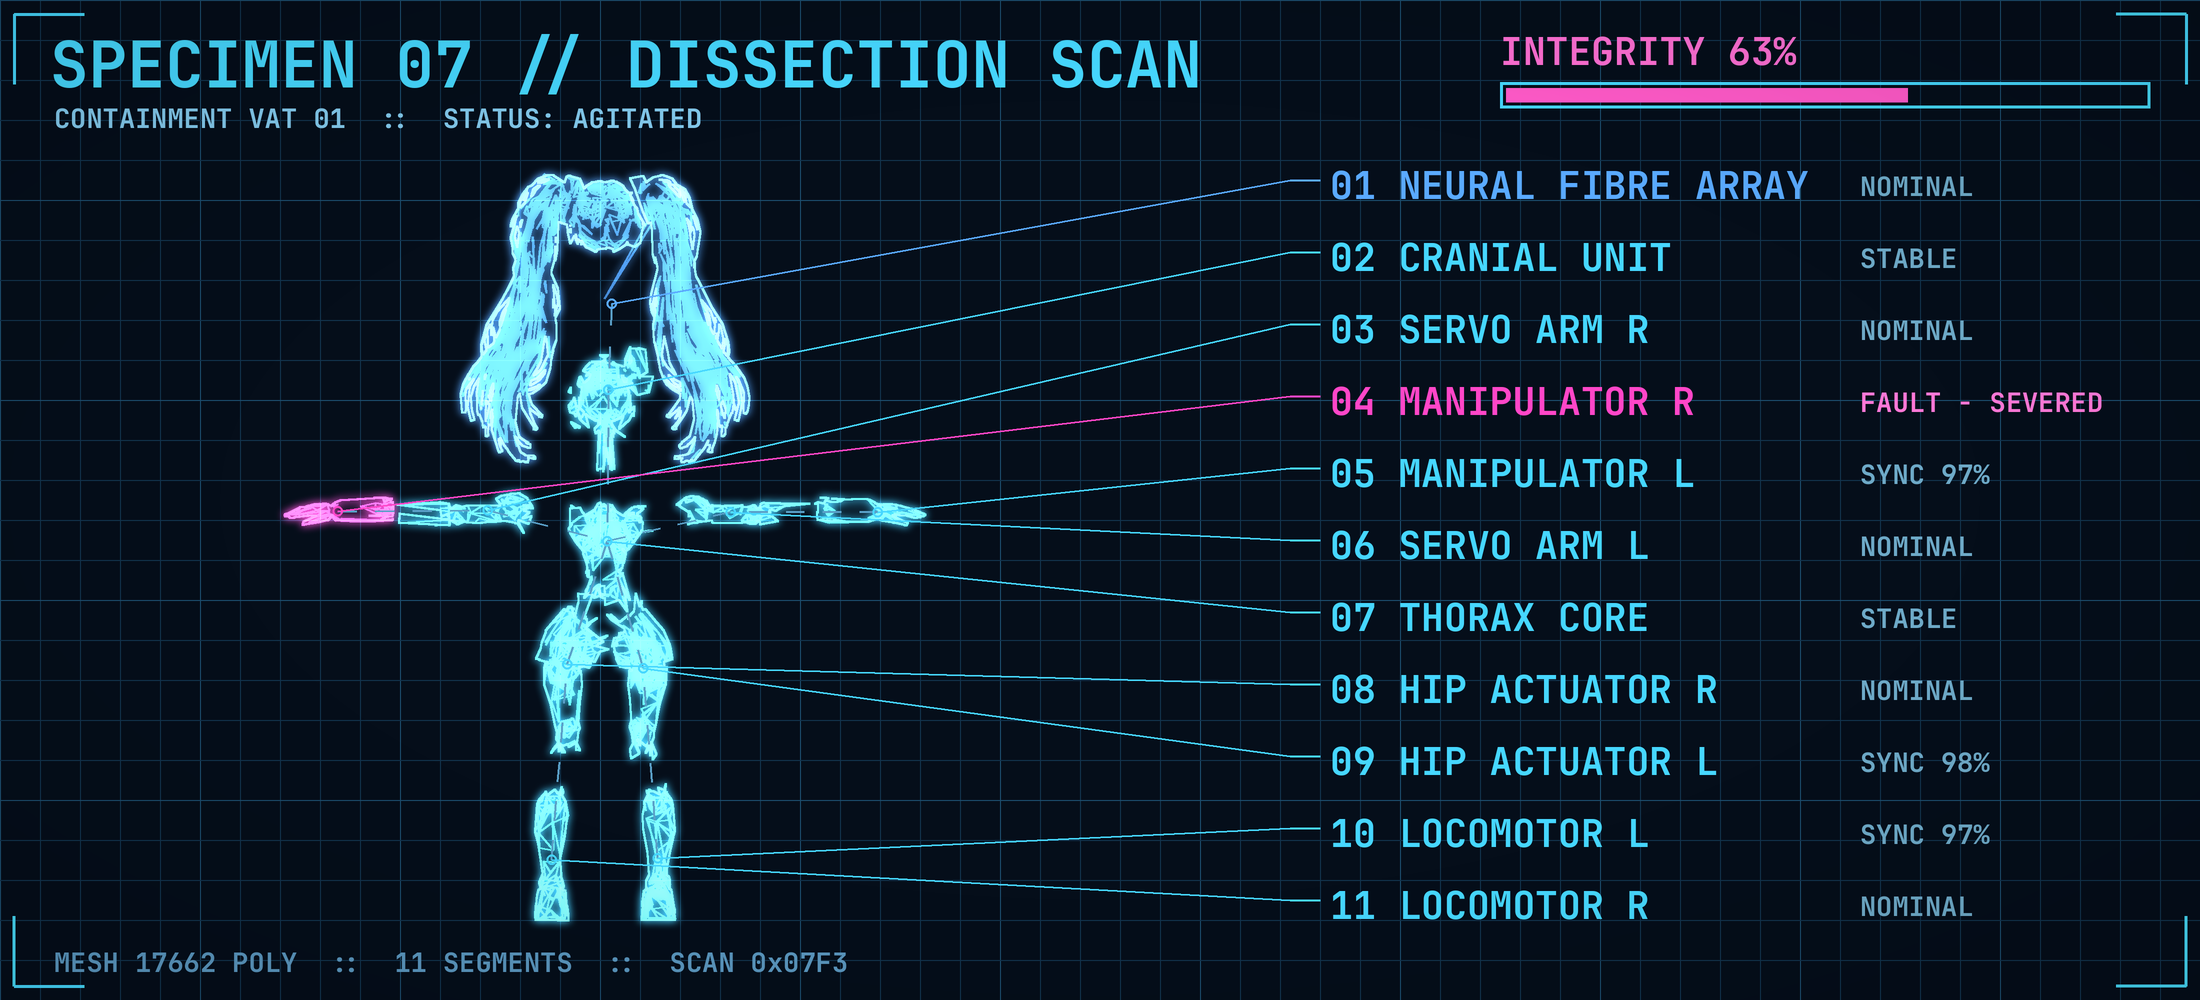 SPECIMEN 07 // DISSECTION SCAN
CONTAINMENT VAT 01 :: STATUS: AGITATED
INTEGRITY 63%
01 NEURAL FIBRE ARRAY NOMINAL
02 CRANIAL UNIT STABLE
03 SERVO ARM R NOMINAL
04 MANIPULATOR R FAULT - SEVERED
05 MANIPULATOR L SYNC 97%
06 SERVO ARM L NOMINAL
07 THORAX CORE STABLE
08 HIP ACTUATOR R NOMINAL
09 HIP ACTUATOR L SYNC 98%
10 LOCOMOTOR L SYNC 97%
11 LOCOMOTOR R NOMINAL
MESH 17662 POLY :: 11 SEGMENTS :: SCAN 0x07F3